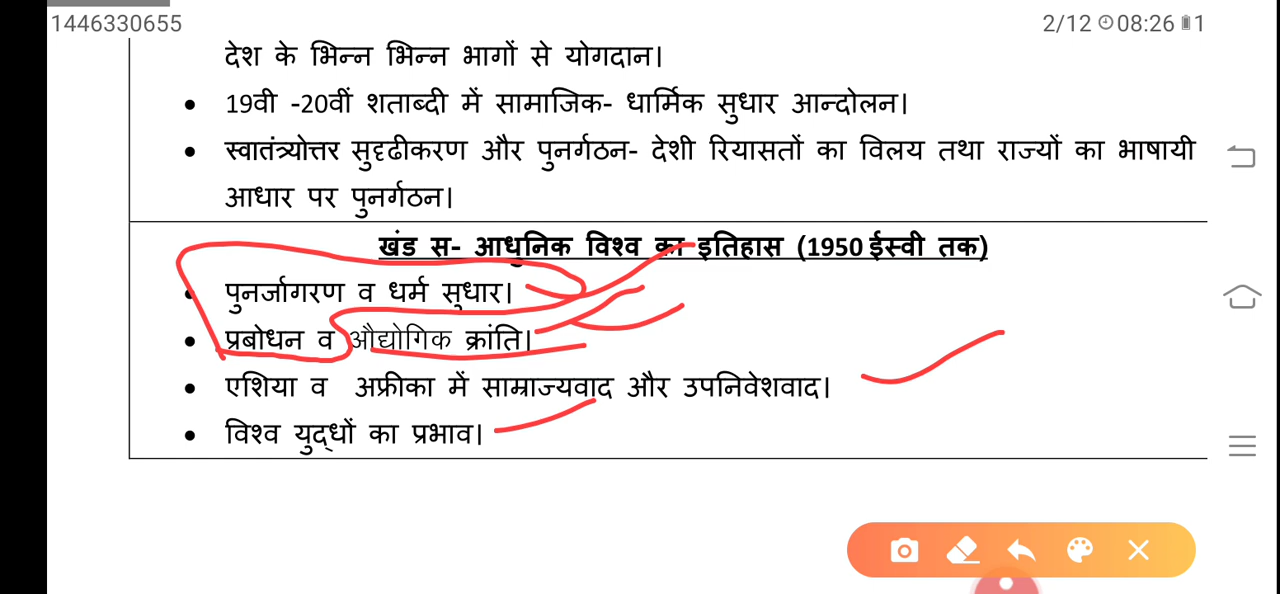 1446330655
2/12 08:26 1
देश के भिन्न भिन्न भागों से योगदान।
• 19वी -20वीं शताब्दी में सामाजिक- धार्मिक सुधार आन्दोलन।
• स्वातंत्र्योत्तर सुदृढीकरण और पुनर्गठन- देशी रियासतों का विलय तथा राज्यों का भाषायी
आधार पर पुनर्गठन।
खंड स- आधुनिक विश्व का इतिहास (1950 ईस्वी तक)
• पुनर्जागरण व धर्म सुधार।
• प्रबोधन व औद्योगिक क्रांति।
• एशिया व अफ्रीका में साम्राज्यवाद और उपनिवेशवाद।
• विश्व युद्धों का प्रभाव।